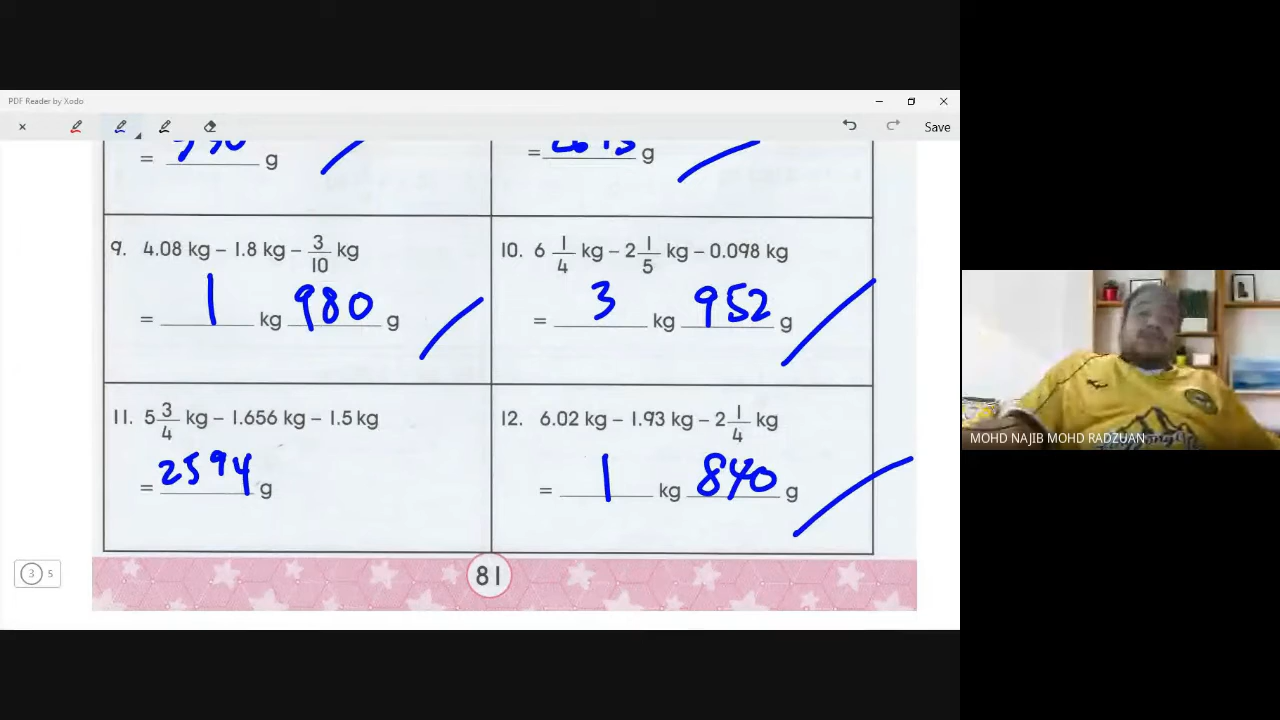 PDF Reader by Xodo
Save
= g
= g
9. 4.08 kg – 1.8 kg – 3/10 kg
= 1 kg 980 g
10. 6 1/4 kg – 2 1/5 kg – 0.098 kg
= 3 kg 952 g
11. 5 3/4 kg – 1.656 kg – 1.5 kg
= 2594 g
12. 6.02 kg – 1.93 kg – 2 1/4 kg
= 1 kg 840 g
3 5
81
MOHD NAJIB MOHD RADZUAN